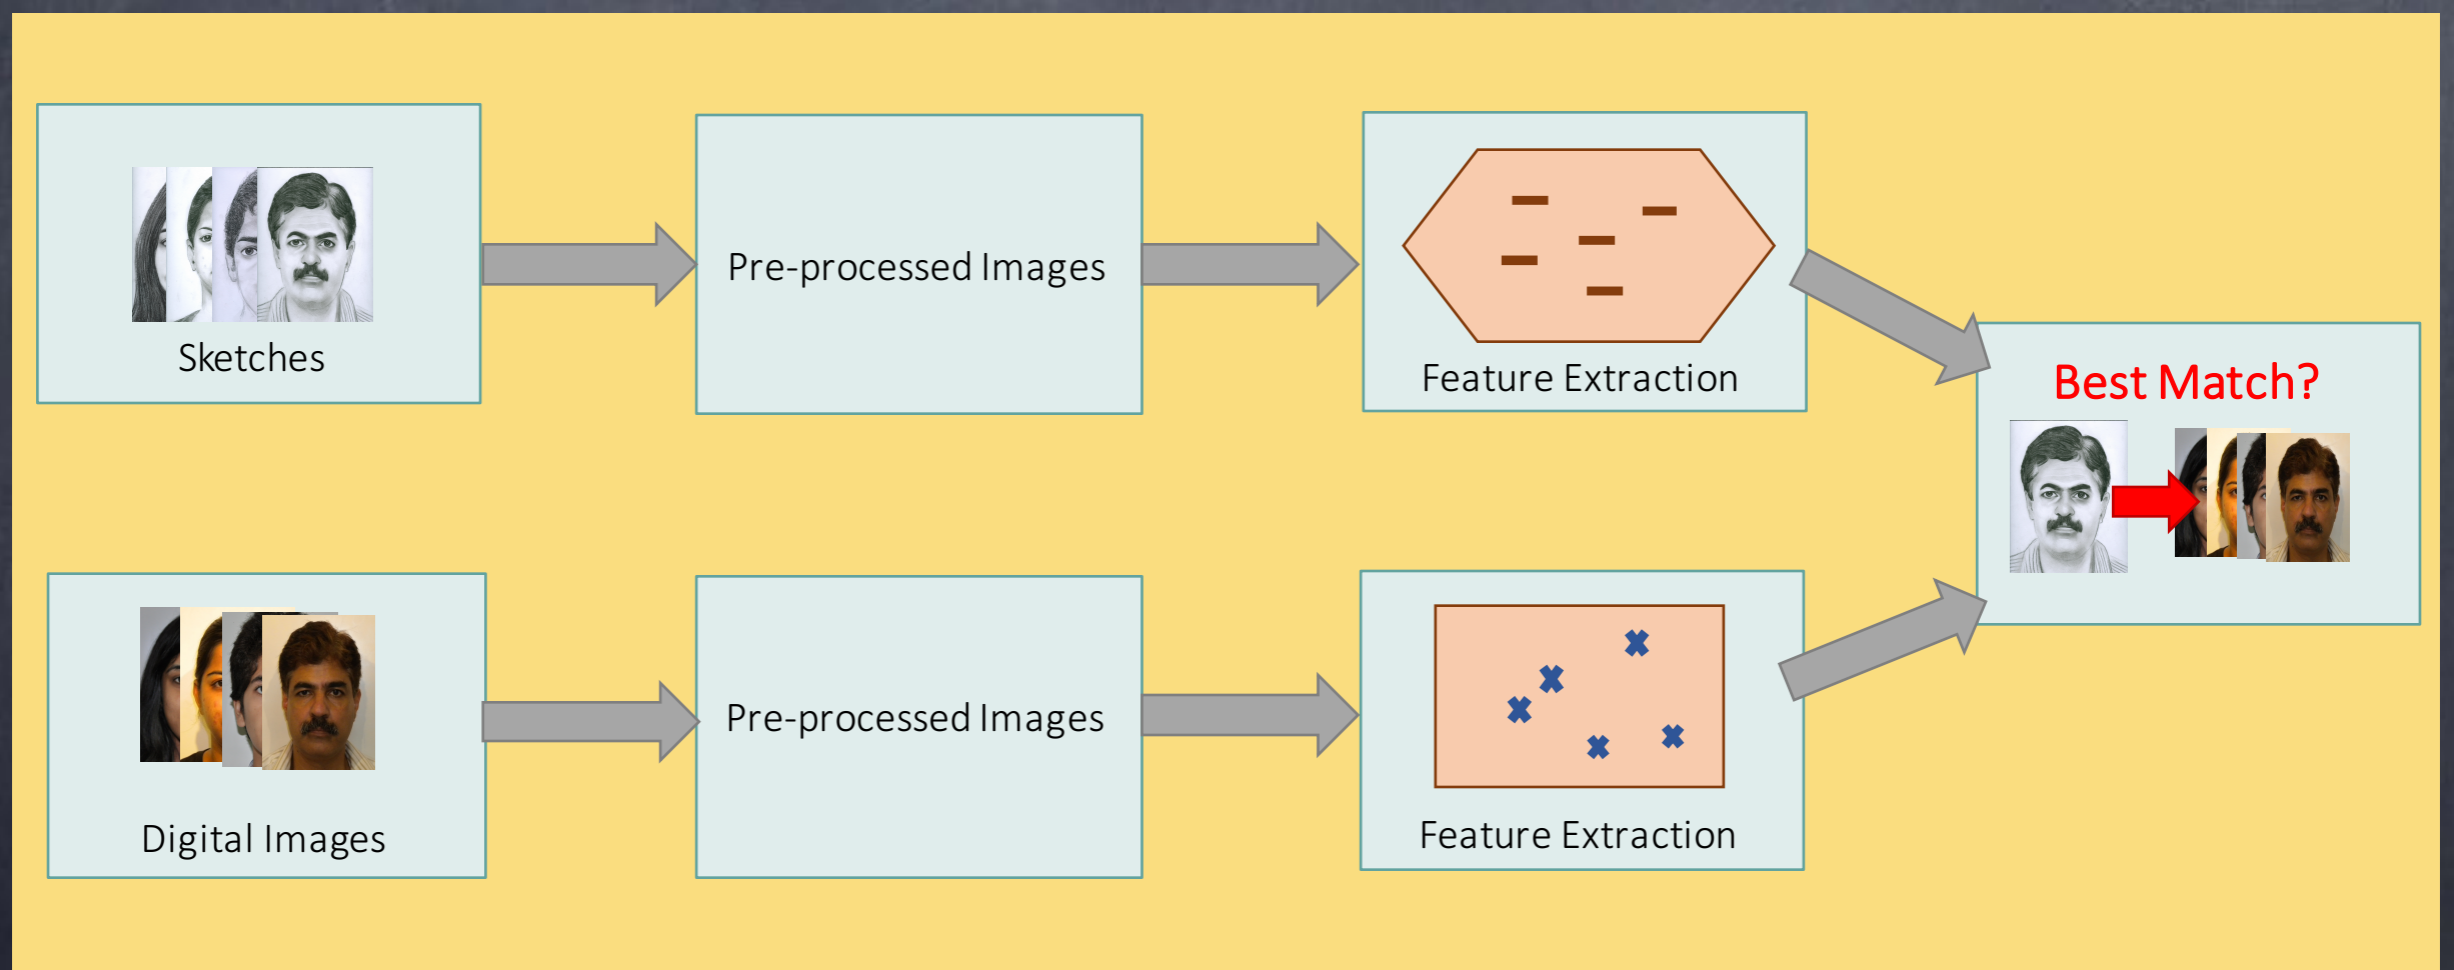 Sketches
Pre-processed Images
Feature Extraction
Best Match?
Digital Images
Pre-processed Images
Feature Extraction